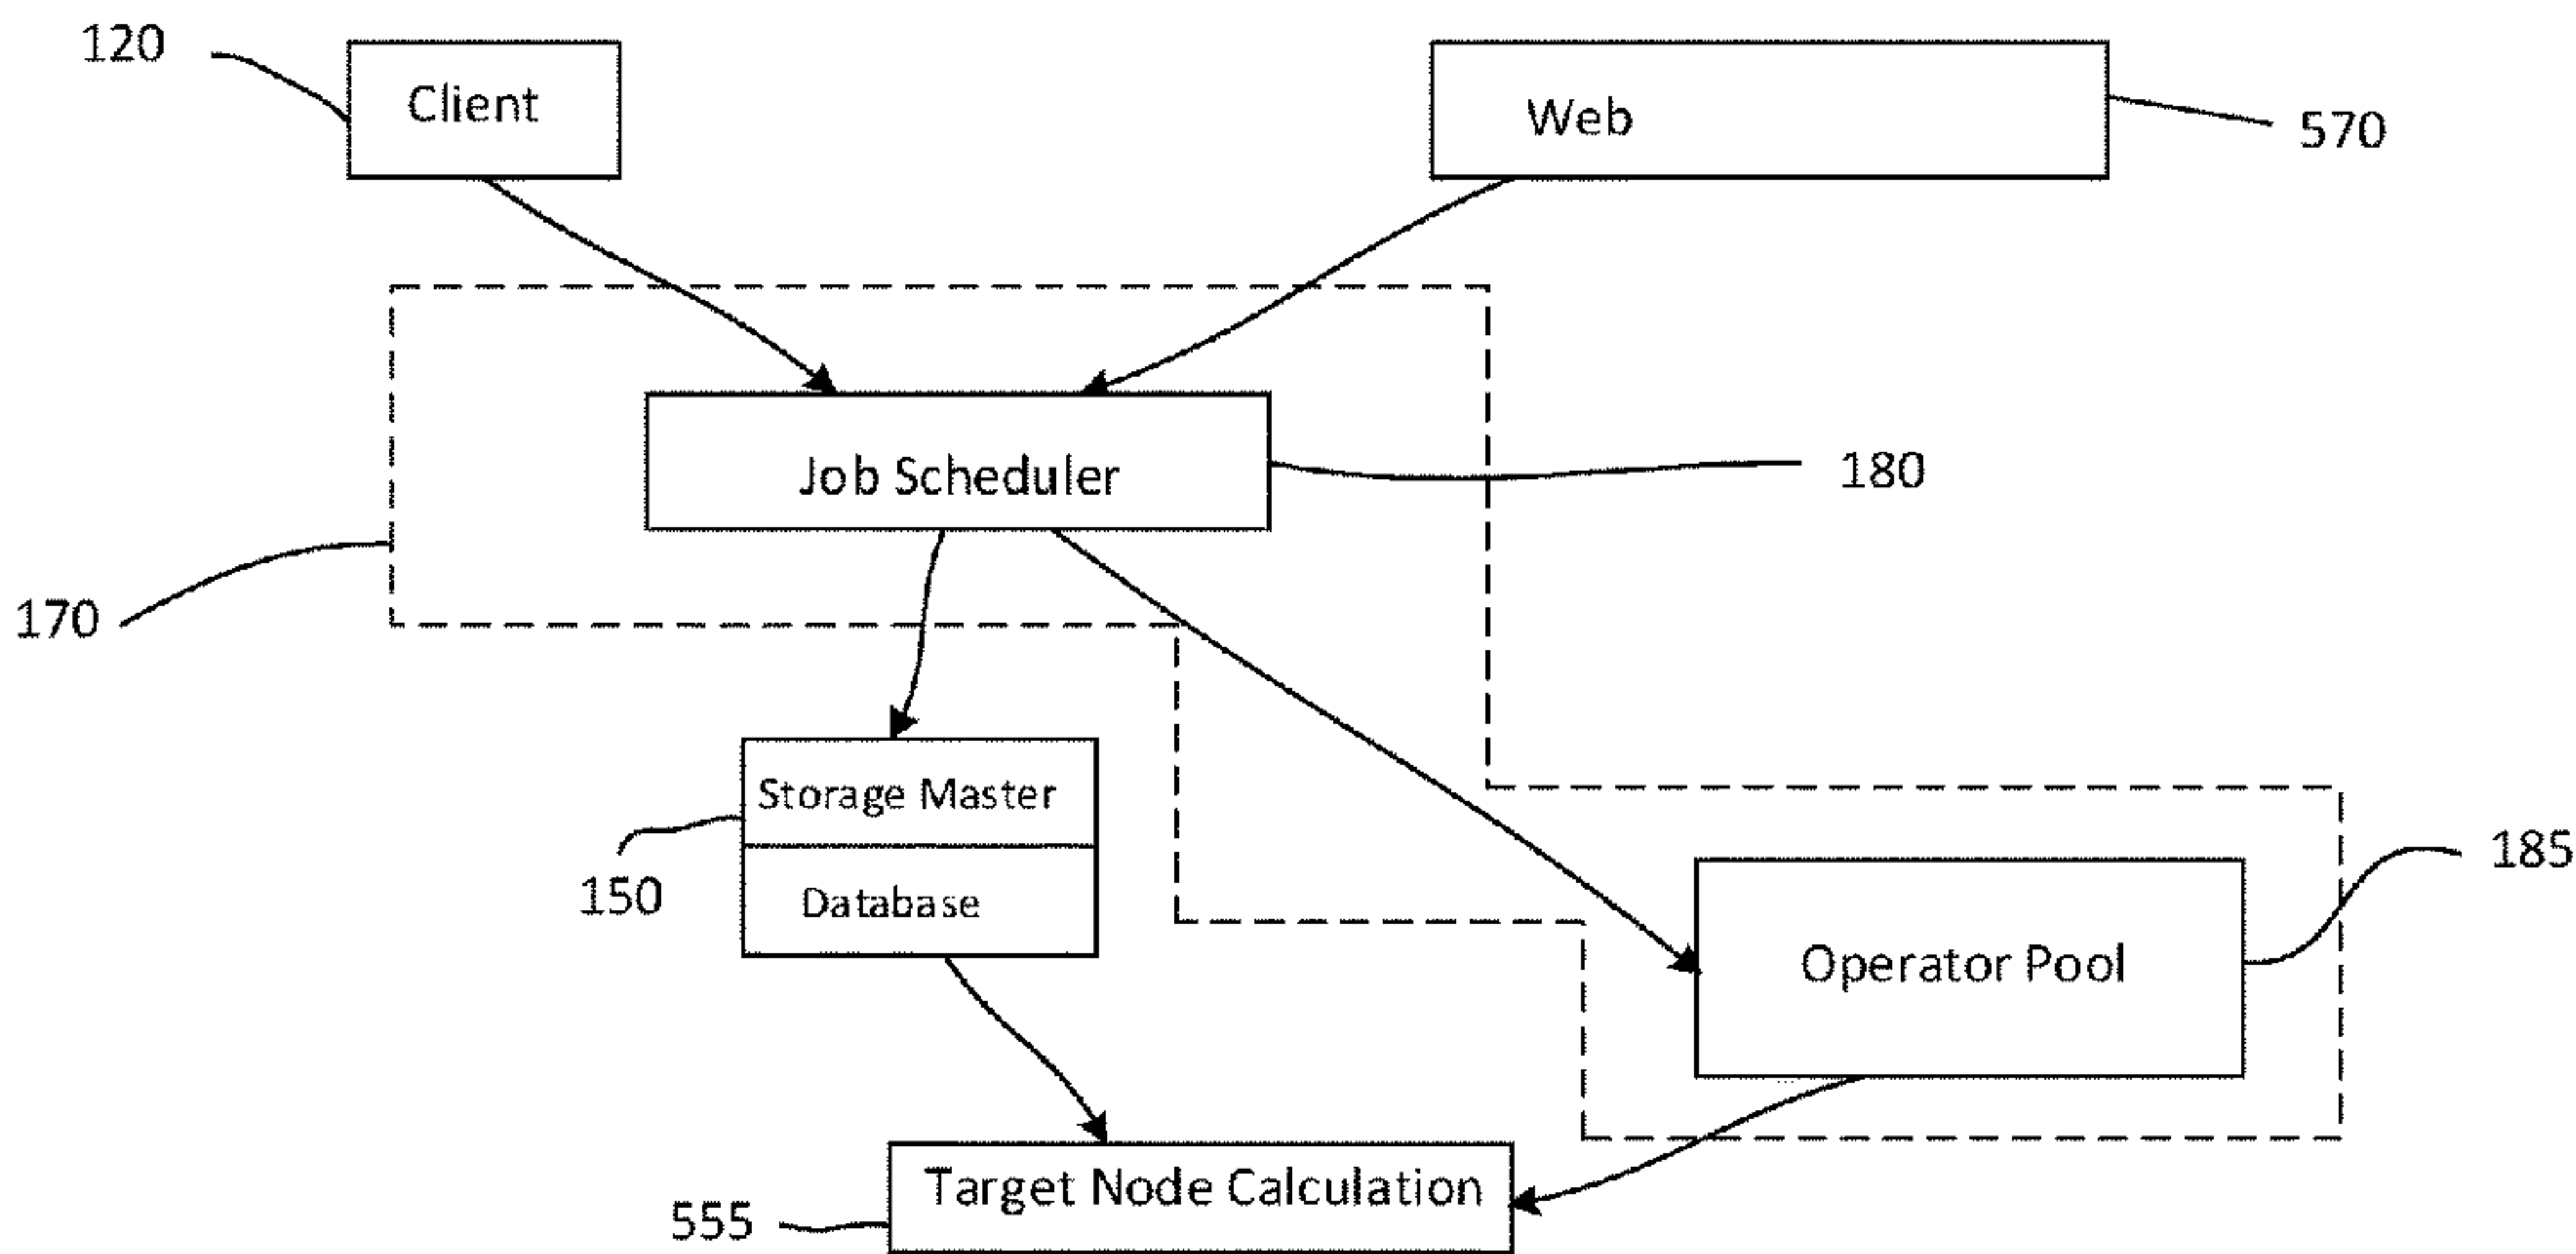 120
Client
Web
570
Job Scheduler
180
170
Storage Master
150
Database
185
Operator Pool
Target Node Calculation
555